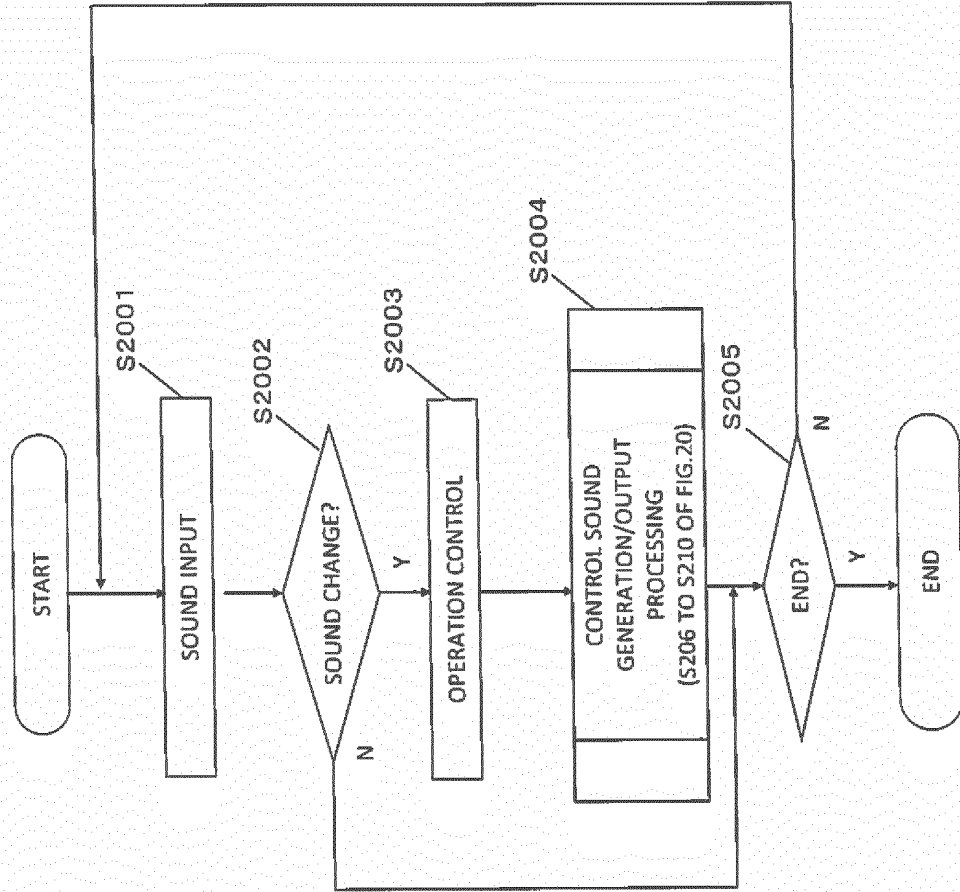 START
S2001
SOUND INPUT
S2002
SOUND CHANGE?
N
Y
S2003
OPERATION CONTROL
S2004
CONTROL SOUND
GENERATION/OUTPUT
PROCESSING
(S206 TO S210 OF FIG.20)
S2005
END?
N
Y
END